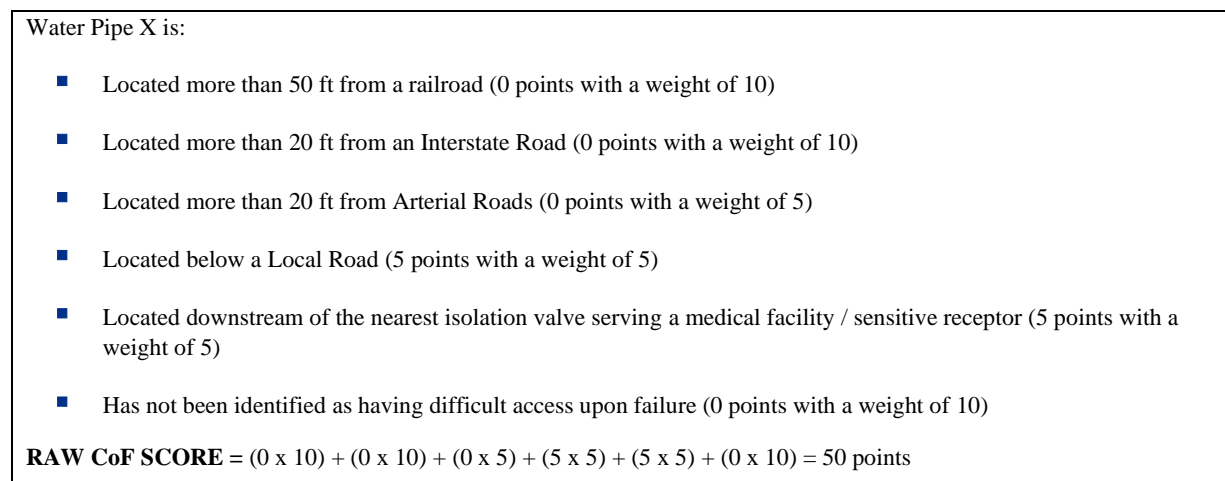 Water Pipe X is:
▪ Located more than 50 ft from a railroad (0 points with a weight of 10)
▪ Located more than 20 ft from an Interstate Road (0 points with a weight of 10)
▪ Located more than 20 ft from Arterial Roads (0 points with a weight of 5)
▪ Located below a Local Road (5 points with a weight of 5)
▪ Located downstream of the nearest isolation valve serving a medical facility / sensitive receptor (5 points with a
weight of 5)
▪ Has not been identified as having difficult access upon failure (0 points with a weight of 10)
RAW CoF SCORE = (0 x 10) + (0 x 10) + (0 x 5) + (5 x 5) + (5 x 5) + (0 x 10) = 50 points